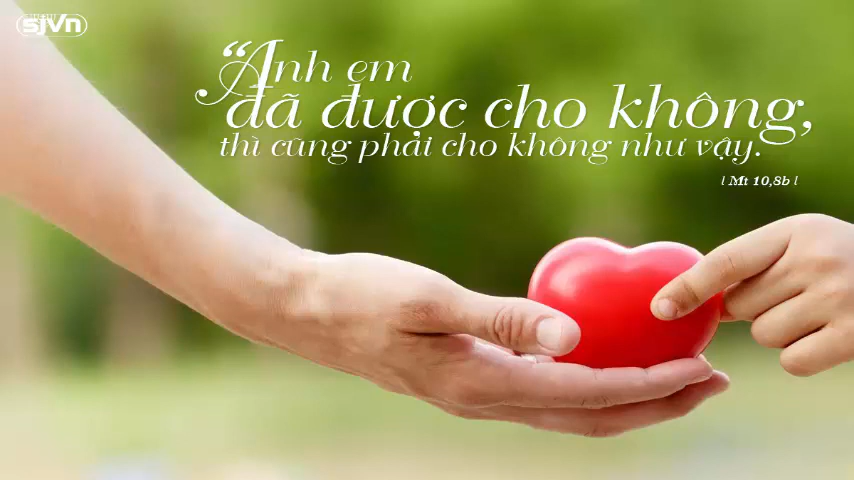 sjvn
“Anh em
đã được cho không,
thì cũng phải cho không như vậy.
l Mt 10,8b l